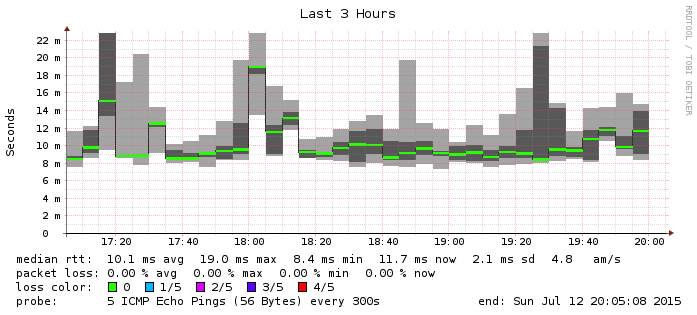 Last 3 Hours
RRDTOOL / TOBI OETIKER
Seconds
22 m
20 m
18 m
16 m
14 m
12 m
10 m
8 m
6 m
4 m
2 m
0
17:20 17:40 18:00 18:20 18:40 19:00 19:20 19:40 20:00
median rtt: 10.1 ms avg 19.0 ms max 8.4 ms min 11.7 ms now 2.1 ms sd 4.8 am/s
packet loss: 0.00 % avg 0.00 % max 0.00 % min 0.00 % now
loss color: 0 1/5 2/5 3/5 4/5
probe: 5 ICMP Echo Pings (56 Bytes) every 300s end: Sun Jul 12 20:05:08 2015